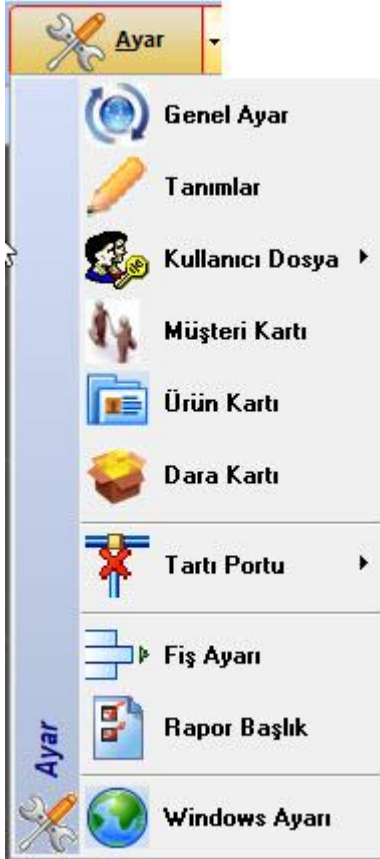 Ayar
Genel Ayar
Tanımlar
Kullanıcı Dosya
Müşteri Kartı
Ürün Kartı
Dara Kartı
Tartı Portu
Fiş Ayarı
Rapor Başlık
Windows Ayarı
Ayar